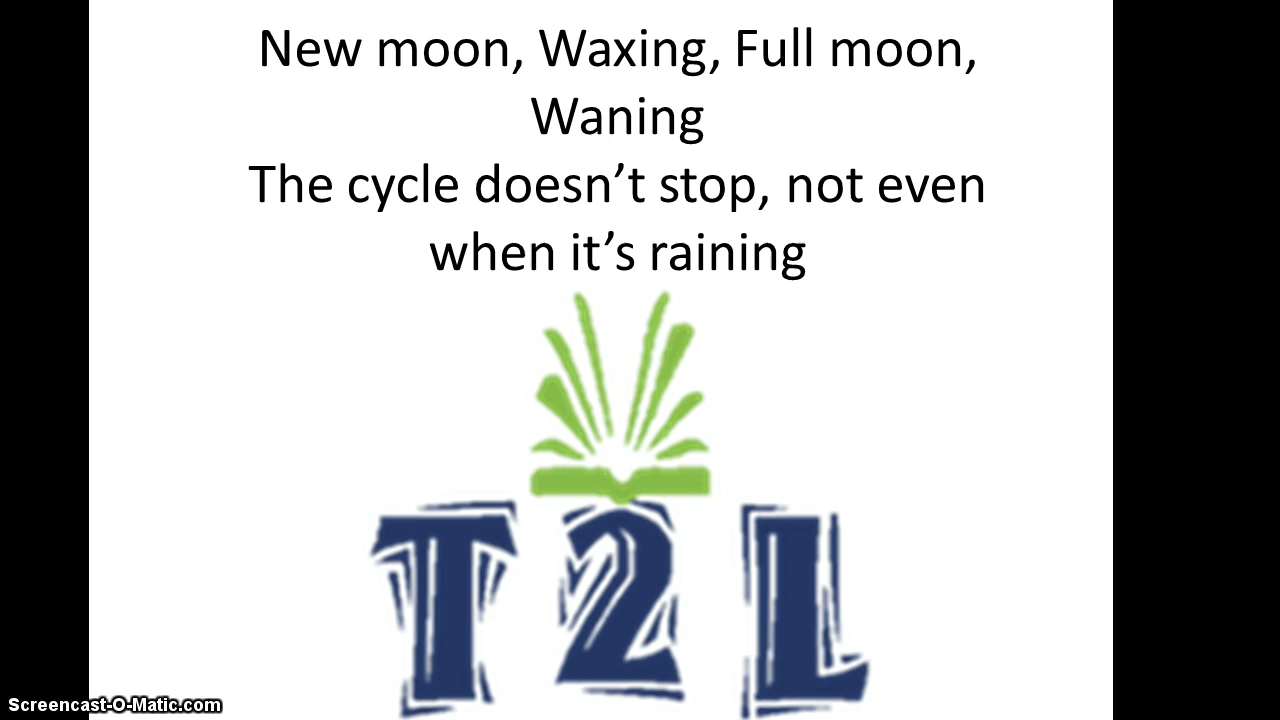 New moon, Waxing, Full moon,
Waning
The cycle doesn’t stop, not even
when it’s raining
T2L
Screencast-O-Matic.com